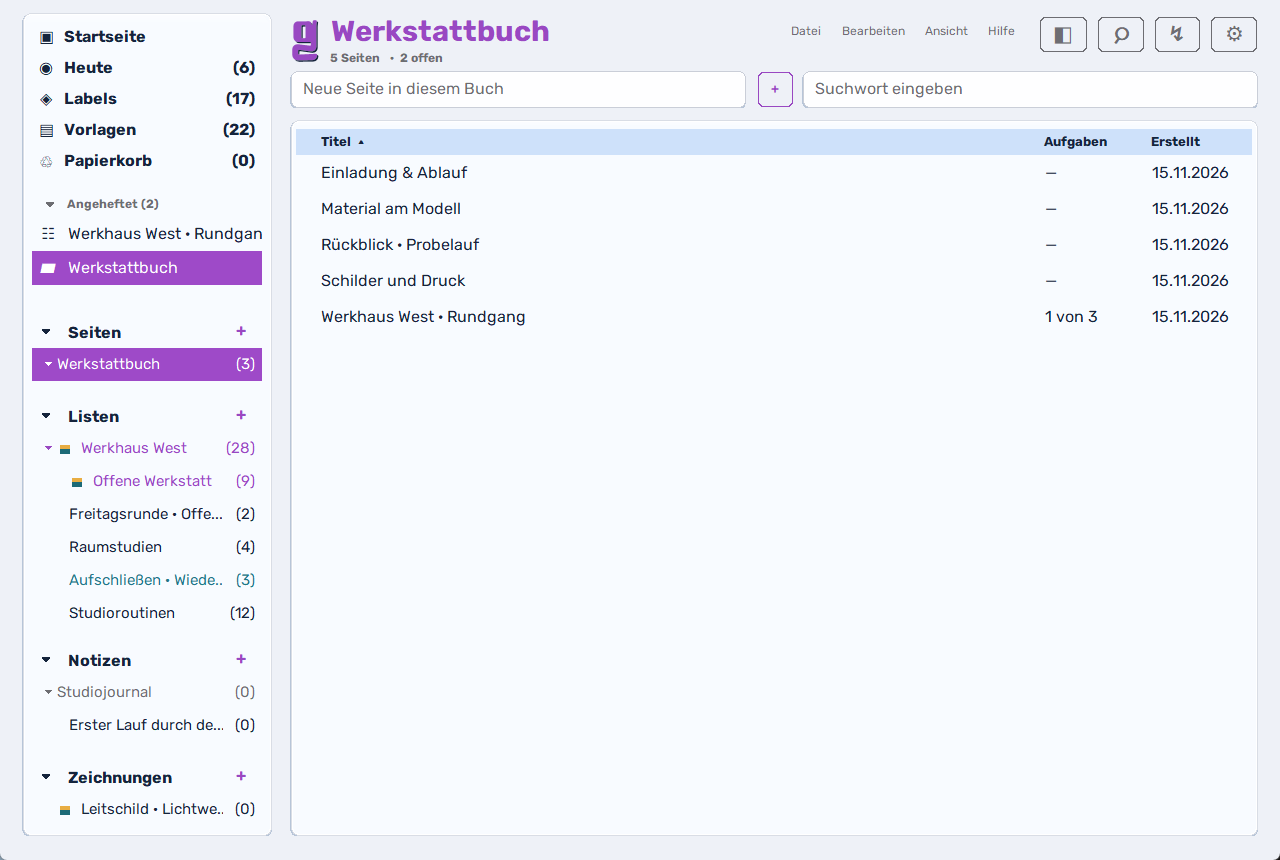 Startseite
Heute (6)
Labels (17)
Vorlagen (22)
Papierkorb (0)
Angeheftet (2)
Werkhaus West • Rundgan
Werkstattbuch
Seiten +
Werkstattbuch (3)
Listen +
Werkhaus West (28)
Offene Werkstatt (9)
Freitagsrunde • Offe... (2)
Raumstudien (4)
Aufschließen • Wiede.. (3)
Studioroutinen (12)
Notizen +
Studiojournal (0)
Erster Lauf durch de... (0)
Zeichnungen +
Leitschild • Lichtwe.. (0)
g Werkstattbuch
5 Seiten • 2 offen
Datei Bearbeiten Ansicht Hilfe
Neue Seite in diesem Buch + Suchwort eingeben
Titel Aufgaben Erstellt
Einladung & Ablauf — 15.11.2026
Material am Modell — 15.11.2026
Rückblick • Probelauf — 15.11.2026
Schilder und Druck — 15.11.2026
Werkhaus West • Rundgang 1 von 3 15.11.2026